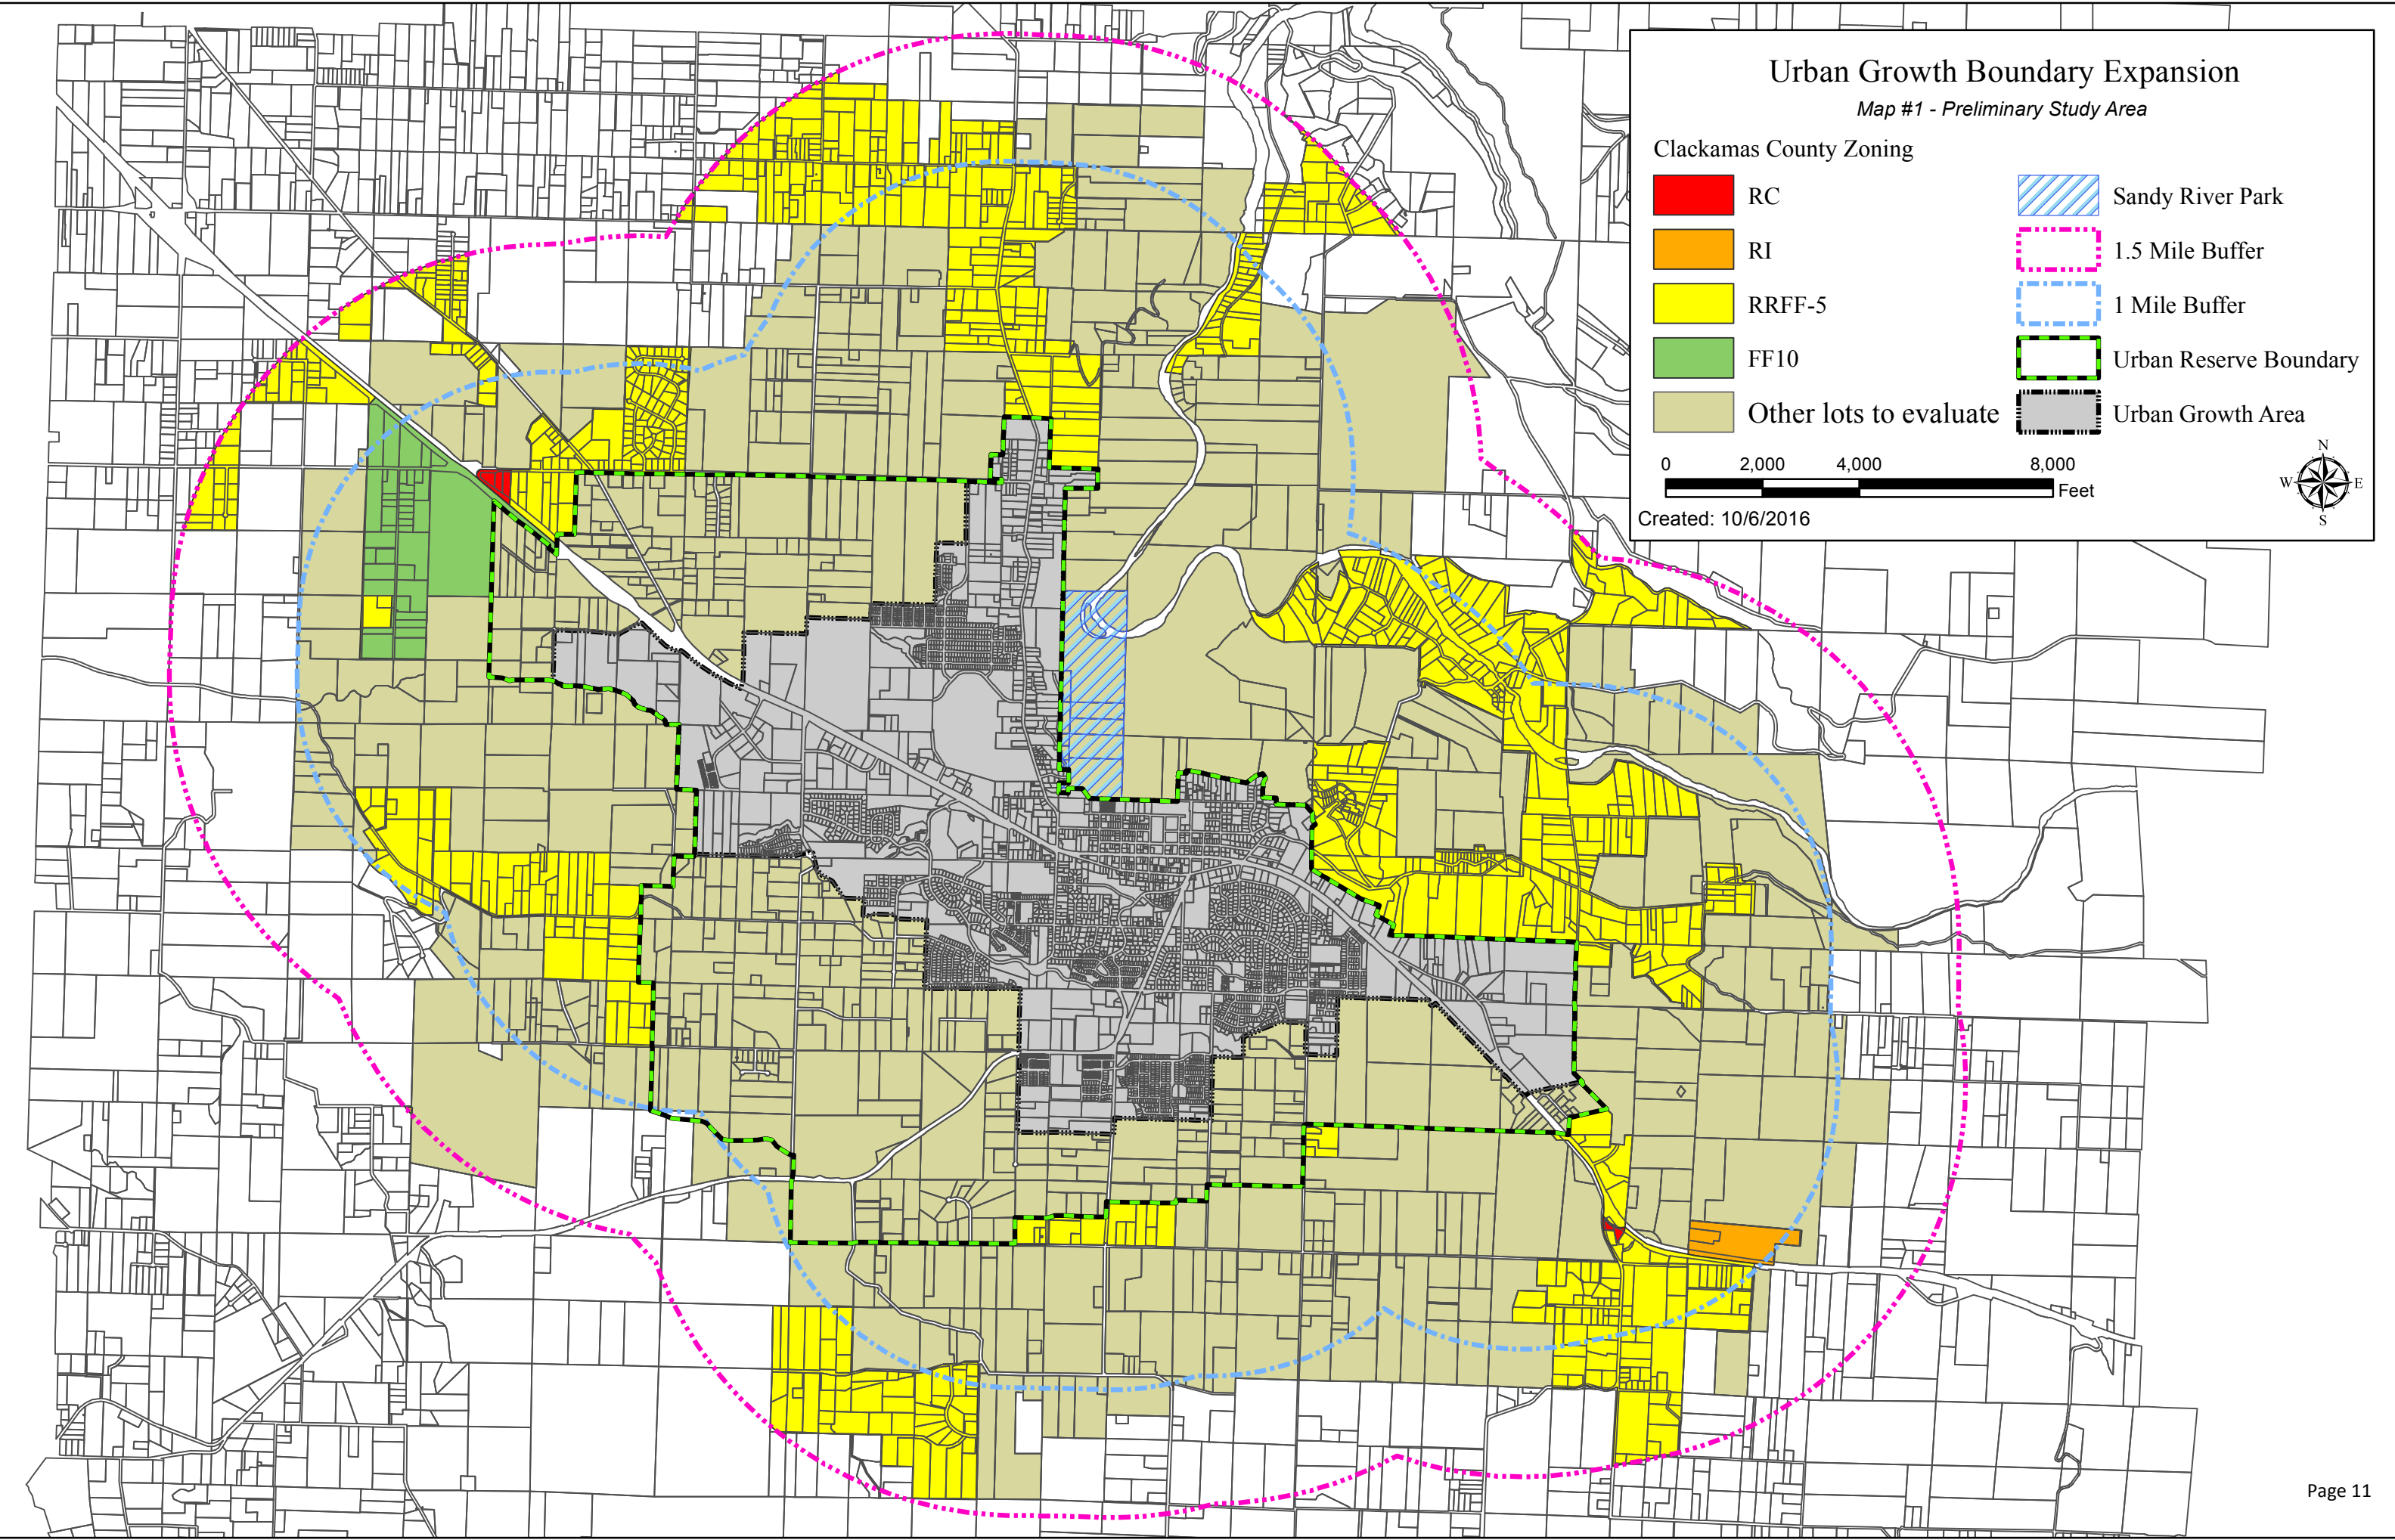 Urban Growth Boundary Expansion
Map #1 - Preliminary Study Area
Clackamas County Zoning
RC
RI
RRFF-5
FF10
Other lots to evaluate
Sandy River Park
1.5 Mile Buffer
1 Mile Buffer
Urban Reserve Boundary
Urban Growth Area
0 2,000 4,000 8,000
Feet
N
W E
S
Created: 10/6/2016
Page 11